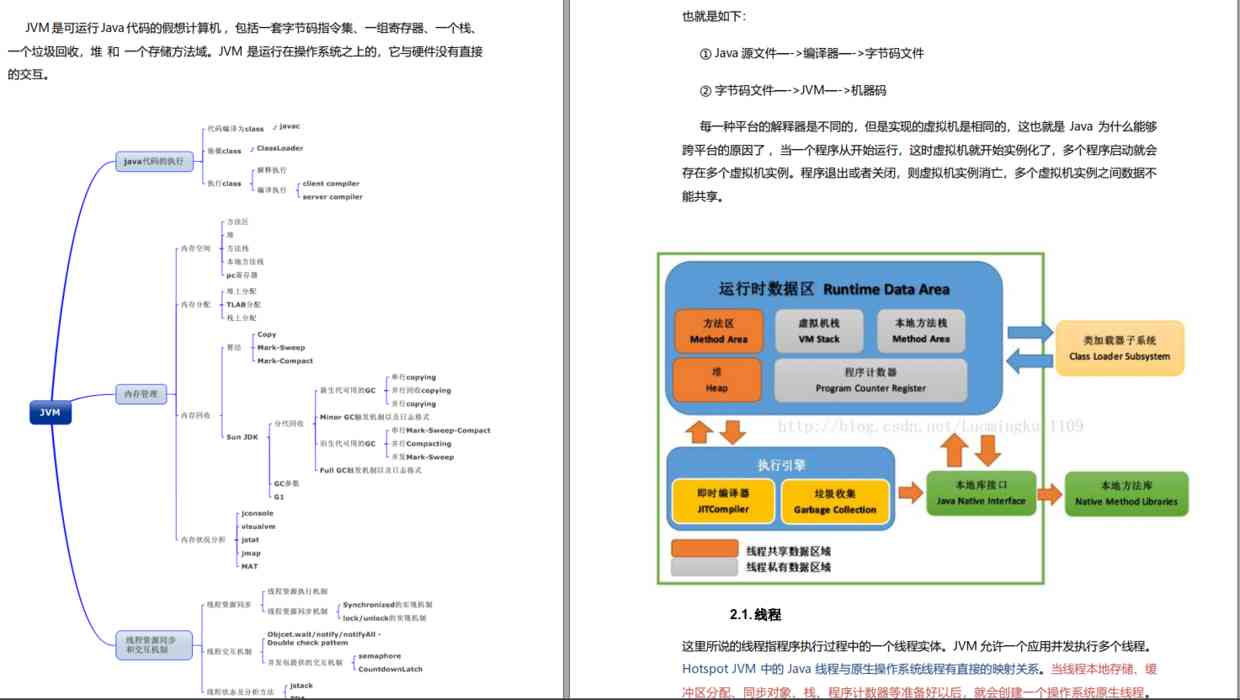 JVM 是可运行 Java 代码的假想计算机 ，包括一套字节码指令集、一组寄存器、一个栈、
一个垃圾回收，堆 和 一个存储方法域。JVM 是运行在操作系统之上的，它与硬件没有直接
的交互。
代码编译为class
javac
java代码的执行
装载class
ClassLoader
执行class
解释执行
编译执行
client compiler
server compiler
内存空间
方法区
堆
方法栈
本地方法栈
pc寄存器
内存分配
堆上分配
TLAB分配
栈上分配
JVM
内存管理
内存回收
算法
Copy
Mark-Sweep
Mark-Compact
Sun JDK
分代回收
新生代可用的GC
串行copying
并行回收copying
并行copying
Minor GC触发机制以及日志格式
旧生代可用的GC
串行Mark-Sweep-Compact
并行Compacting
并发Mark-Sweep
Full GC触发机制以及日志格式
GC参数
G1
内存状况分析
jconsole
visualvm
jstat
jmap
MAT
线程资源同步
和交互机制
线程资源同步
线程资源执行机制
线程资源同步机制
Synchronized的实现机制
lock/unlock的实现机制
线程交互机制
Objcet.wait/notify/notifyAll -
Double check pattern
并发包提供的交互机制
semaphore
CountdownLatch
线程状态及分析方法
jstack
也就是如下：
① Java 源文件—->编译器—->字节码文件
② 字节码文件—->JVM—->机器码
每一种平台的解释器是不同的，但是实现的虚拟机是相同的，这也就是 Java 为什么能够
跨平台的原因了 ，当一个程序从开始运行，这时虚拟机就开始实例化了，多个程序启动就会
存在多个虚拟机实例。程序退出或者关闭，则虚拟机实例消亡，多个虚拟机实例之间数据不
能共享。
运行时数据区 Runtime Data Area
方法区
Method Area
虚拟机栈
VM Stack
本地方法栈
Method Area
堆
Heap
程序计数器
Program Counter Register
类加载器子系统
Class Loader Subsystem
执行引擎
即时编译器
JITCompiler
垃圾收集
Garbage Collection
本地库接口
Java Native Interface
本地方法库
Native Method Libraries
线程共享数据区域
线程私有数据区域
2.1. 线程
这里所说的线程指程序执行过程中的一个线程实体。JVM 允许一个应用并发执行多个线程。
Hotspot JVM 中的 Java 线程与原生操作系统线程有直接的映射关系。当线程本地存储、缓
冲区分配、同步对象、栈、程序计数器等准备好以后，就会创建一个操作系统原生线程。